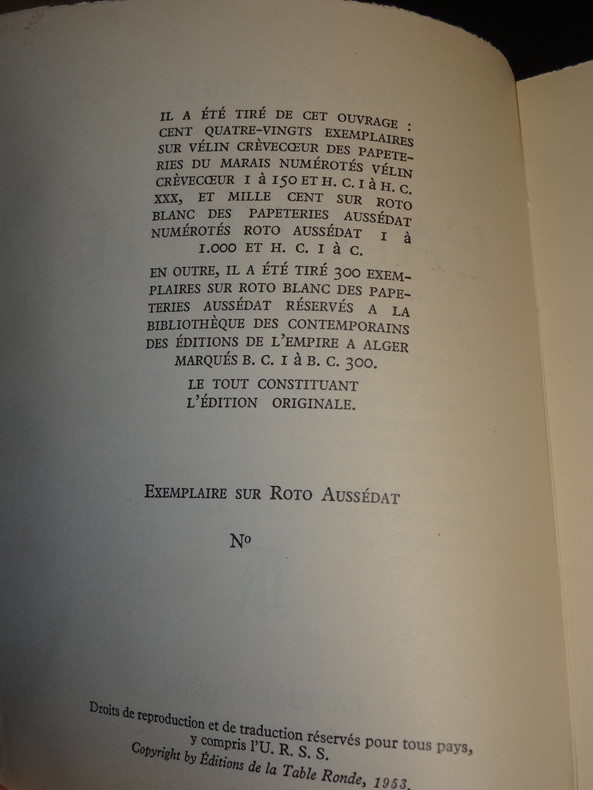 IL A ÉTÉ TIRÉ DE CET OUVRAGE :
CENT QUATRE-VINGTS EXEMPLAIRES
SUR VÉLIN CRÈVECŒUR DES PAPETE-
RIES DU MARAIS NUMÉROTÉS VÉLIN
CRÈVECŒUR 1 à 150 ET H. C. I à H. C.
XXX, ET MILLE CENT SUR ROTO
BLANC DES PAPETERIES AUSSÉDAT
NUMÉROTÉS ROTO AUSSÉDAT 1 à
1.000 ET H. C. I à C.
EN OUTRE, IL A ÉTÉ TIRÉ 300 EXEM-
PLAIRES SUR ROTO BLANC DES PAPE-
TERIES AUSSÉDAT RÉSERVÉS A LA
BIBLIOTHÈQUE DES CONTEMPORAINS
DES ÉDITIONS DE L'EMPIRE A ALGER
MARQUÉS B. C. 1 à B. C. 300.
LE TOUT CONSTITUANT
L'ÉDITION ORIGINALE.
EXEMPLAIRE SUR ROTO AUSSÉDAT
Nº
Droits de reproduction et de traduction réservés pour tous pays,
y compris l'U. R. S. S.
Copyright by Éditions de la Table Ronde, 1953.